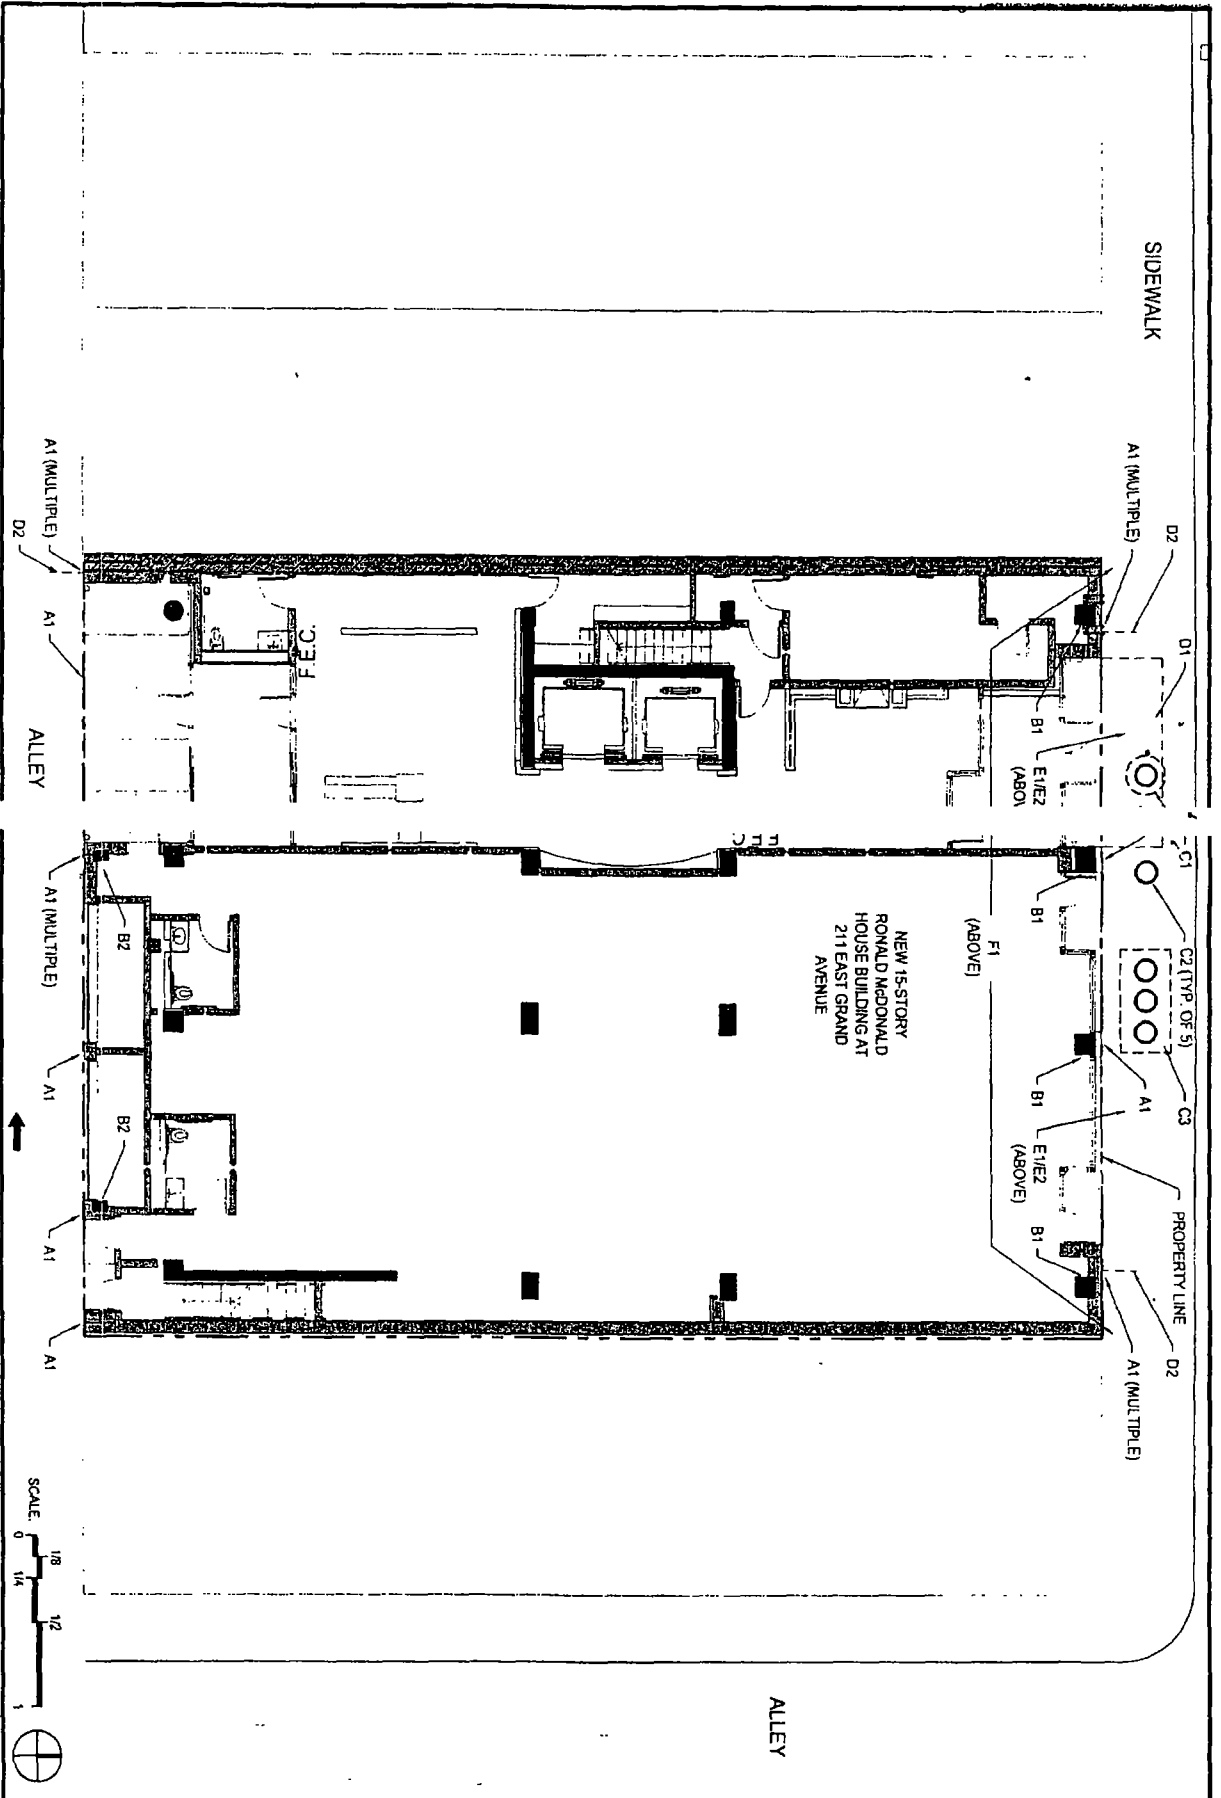 SIDEWALK
D2
A1 (MULTIPLE)
D1
B1
E1/E2
C1
C2 (TYP. OF 5)
C3
B1
F1
(ABOVE)
A1
B1
E1/E2
(ABOVE)
B1
PROPERTY LINE
D2
A1 (MULTIPLE)
NEW 15-STORY
RONALD McDONALD
HOUSE BUILDING AT
211 EAST GRAND
AVENUE
F.E.C.
A1 (MULTIPLE)
D2
A1
ALLEY
A1 (MULTIPLE)
B2
A1
B2
A1
A1
ALLEY
SCALE.
0
1/8
1/4
1/2
1